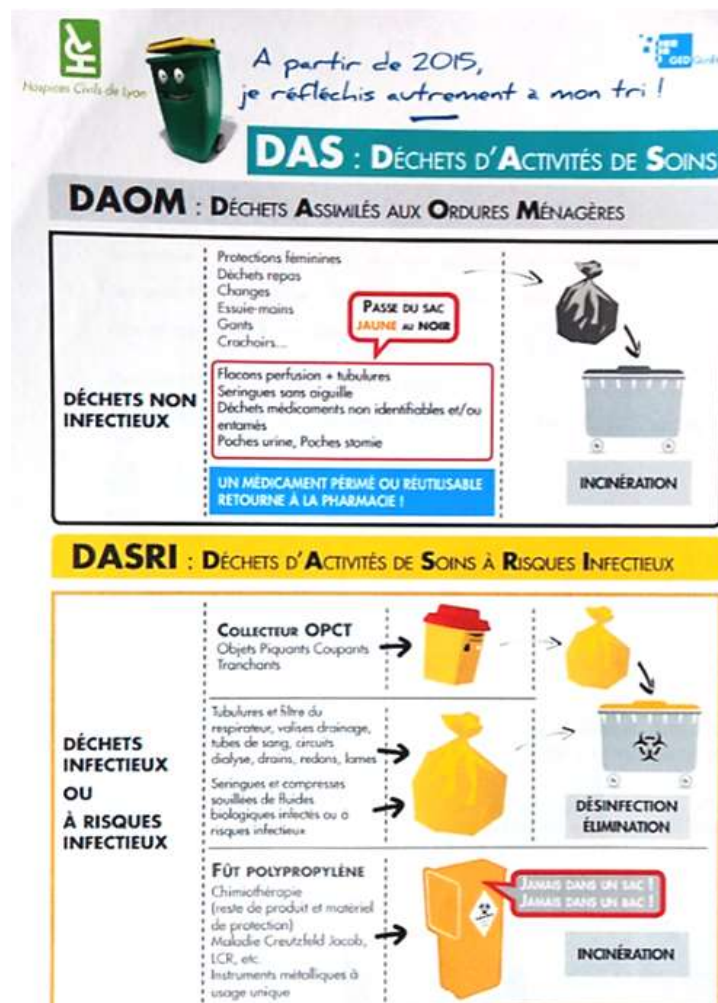 HCL
Hospices Civils de Lyon
A partir de 2015,
je réfléchis autrement a mon tri !
GED
DAS : DÉCHETS D'ACTIVITÉS DE SOINS
DAOM : DÉCHETS ASSIMILÉS AUX ORDURES MÉNAGÈRES
DÉCHETS NON
INFECTIEUX
Protections féminines
Déchets repas
Changes
Essuie-mains
Gants
Crachoirs...
PASSE DU SAC
JAUNE AU NOIR
Flacons perfusion + tubulures
Seringues sans aiguille
Déchets médicaments non identifiables et/ou
entamés
Poches urine, Poches stomie
UN MÉDICAMENT PÉRIMÉ OU RÉUTILISABLE
RETOURNE À LA PHARMACIE !
INCINÉRATION
DASRI : DÉCHETS D'ACTIVITÉS DE SOINS À RISQUES INFECTIEUX
DÉCHETS
INFECTIEUX
OU
À RISQUES
INFECTIEUX
COLLECTEUR OPCT
Objets Piquants Coupants
Tranchants
Tubulures et filtre du
respirateur, valises drainage,
tubes de sang, circuits
dialyse, drains, redons, lames
Seringues et compresses
souillées de fluides
biologiques infectés ou à
risques infectieux
DÉSINFECTION
ÉLIMINATION
FÛT POLYPROPYLÈNE
Chimiothérapie
(reste de produit et matériel
de protection)
Maladie Creutzfeld Jacob,
LCR, etc.
Instruments métalliques à
usage unique
JAMAIS DANS UN SAC !
JAMAIS DANS UN BAC !
INCINÉRATION